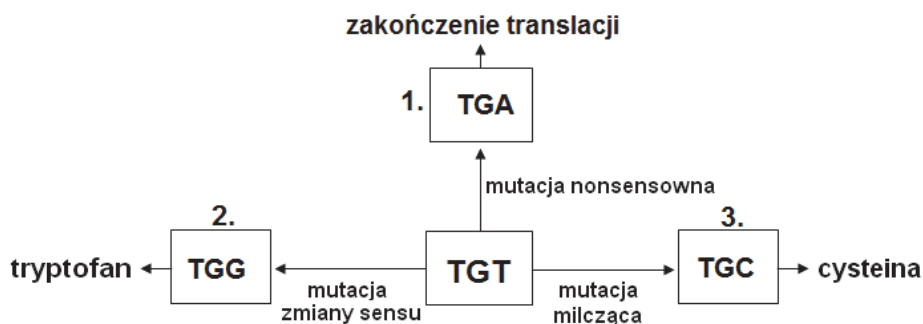 zakończenie translacji
1.
TGA
mutacja nonsensowna
2.
3.
tryptofan
TGG
TGT
TGC
cysteina
mutacja
zmiany sensu
mutacja
milcząca